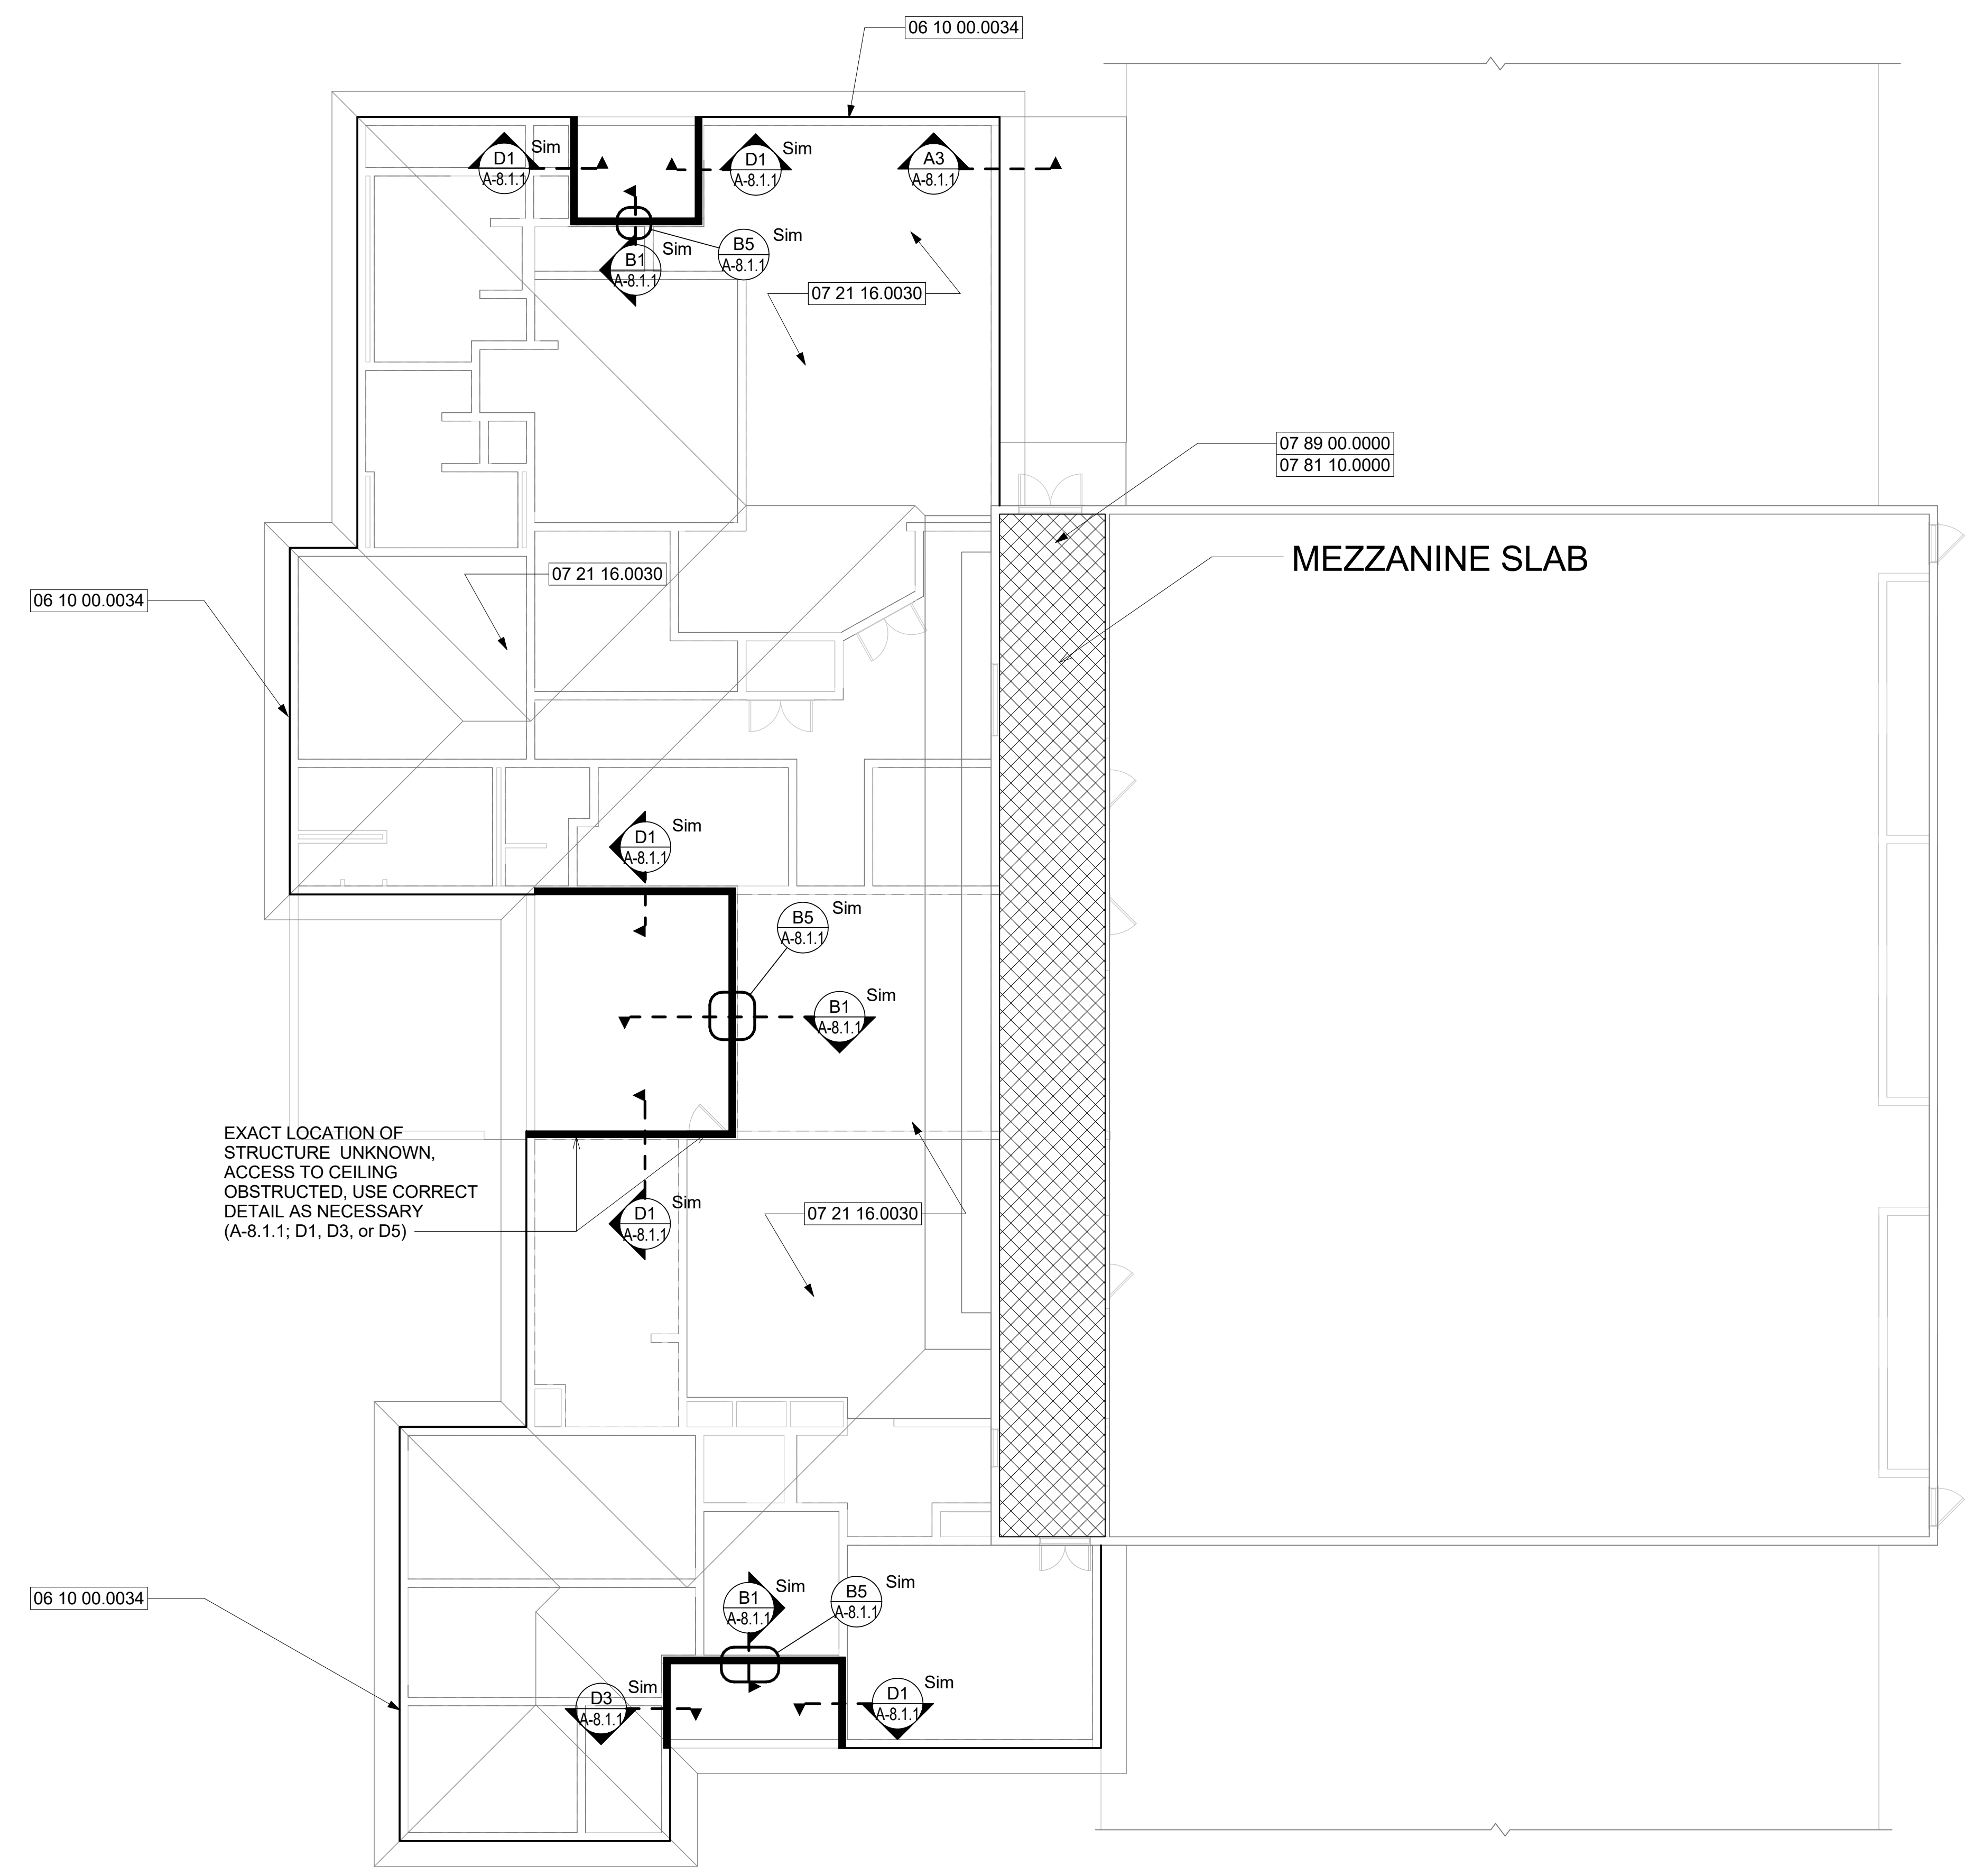 06 10 00.0034
D1
A-8.1.1
Sim
D1
A-8.1.1
Sim
A3
A-8.1.1
B1
A-8.1.1
Sim
B5
A-8.1.1
Sim
07 21 16.0030
07 89 00.0000
07 81 10.0000
MEZZANINE SLAB
07 21 16.0030
06 10 00.0034
D1
A-8.1.1
Sim
B5
A-8.1.1
Sim
B1
A-8.1.1
Sim
EXACT LOCATION OF
STRUCTURE UNKNOWN,
ACCESS TO CEILING
OBSTRUCTED, USE CORRECT
DETAIL AS NECESSARY
(A-8.1.1; D1, D3, or D5)
D1
A-8.1.1
Sim
07 21 16.0030
06 10 00.0034
B1
A-8.1.1
Sim
B5
A-8.1.1
Sim
D3
A-8.1.1
Sim
D1
A-8.1.1
Sim